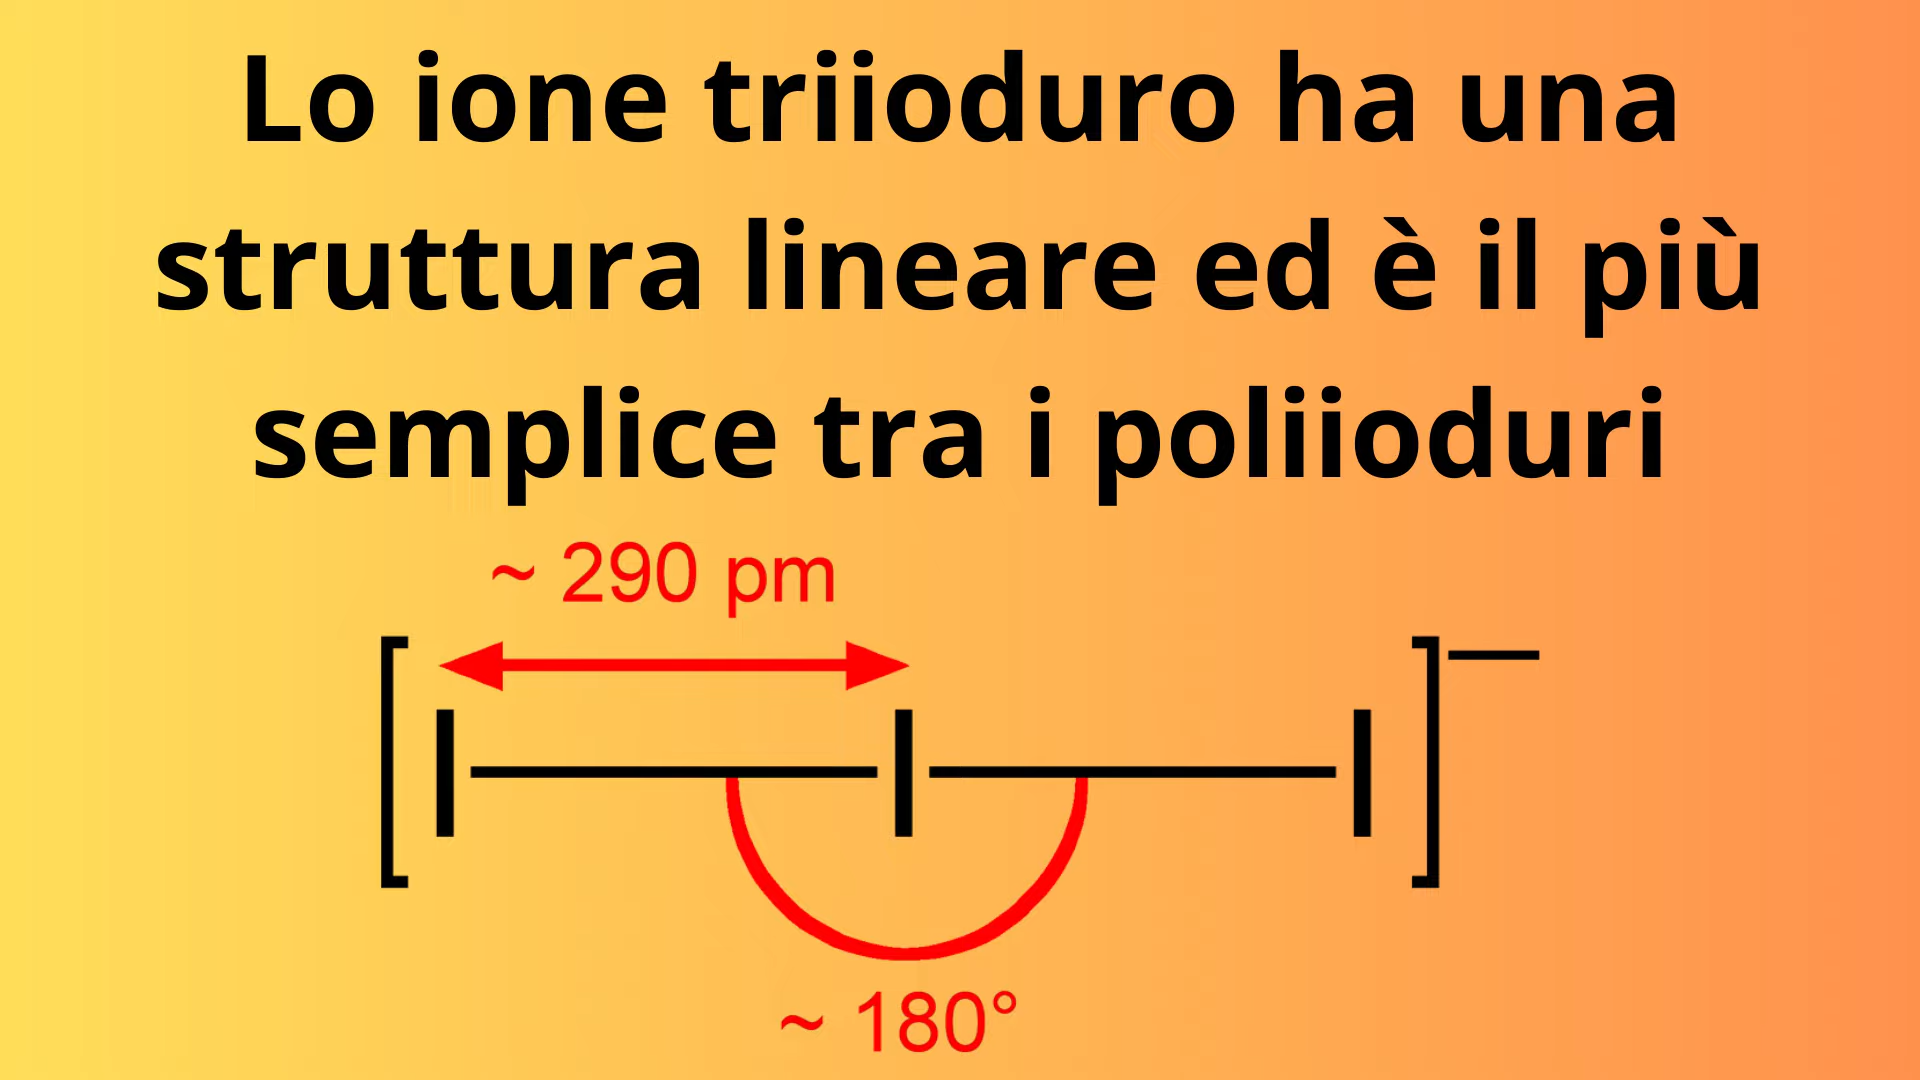 Lo ione triioduro ha una
struttura lineare ed è il più
semplice tra i poliioduri
~ 290 pm
[I—I—I]—
~ 180°